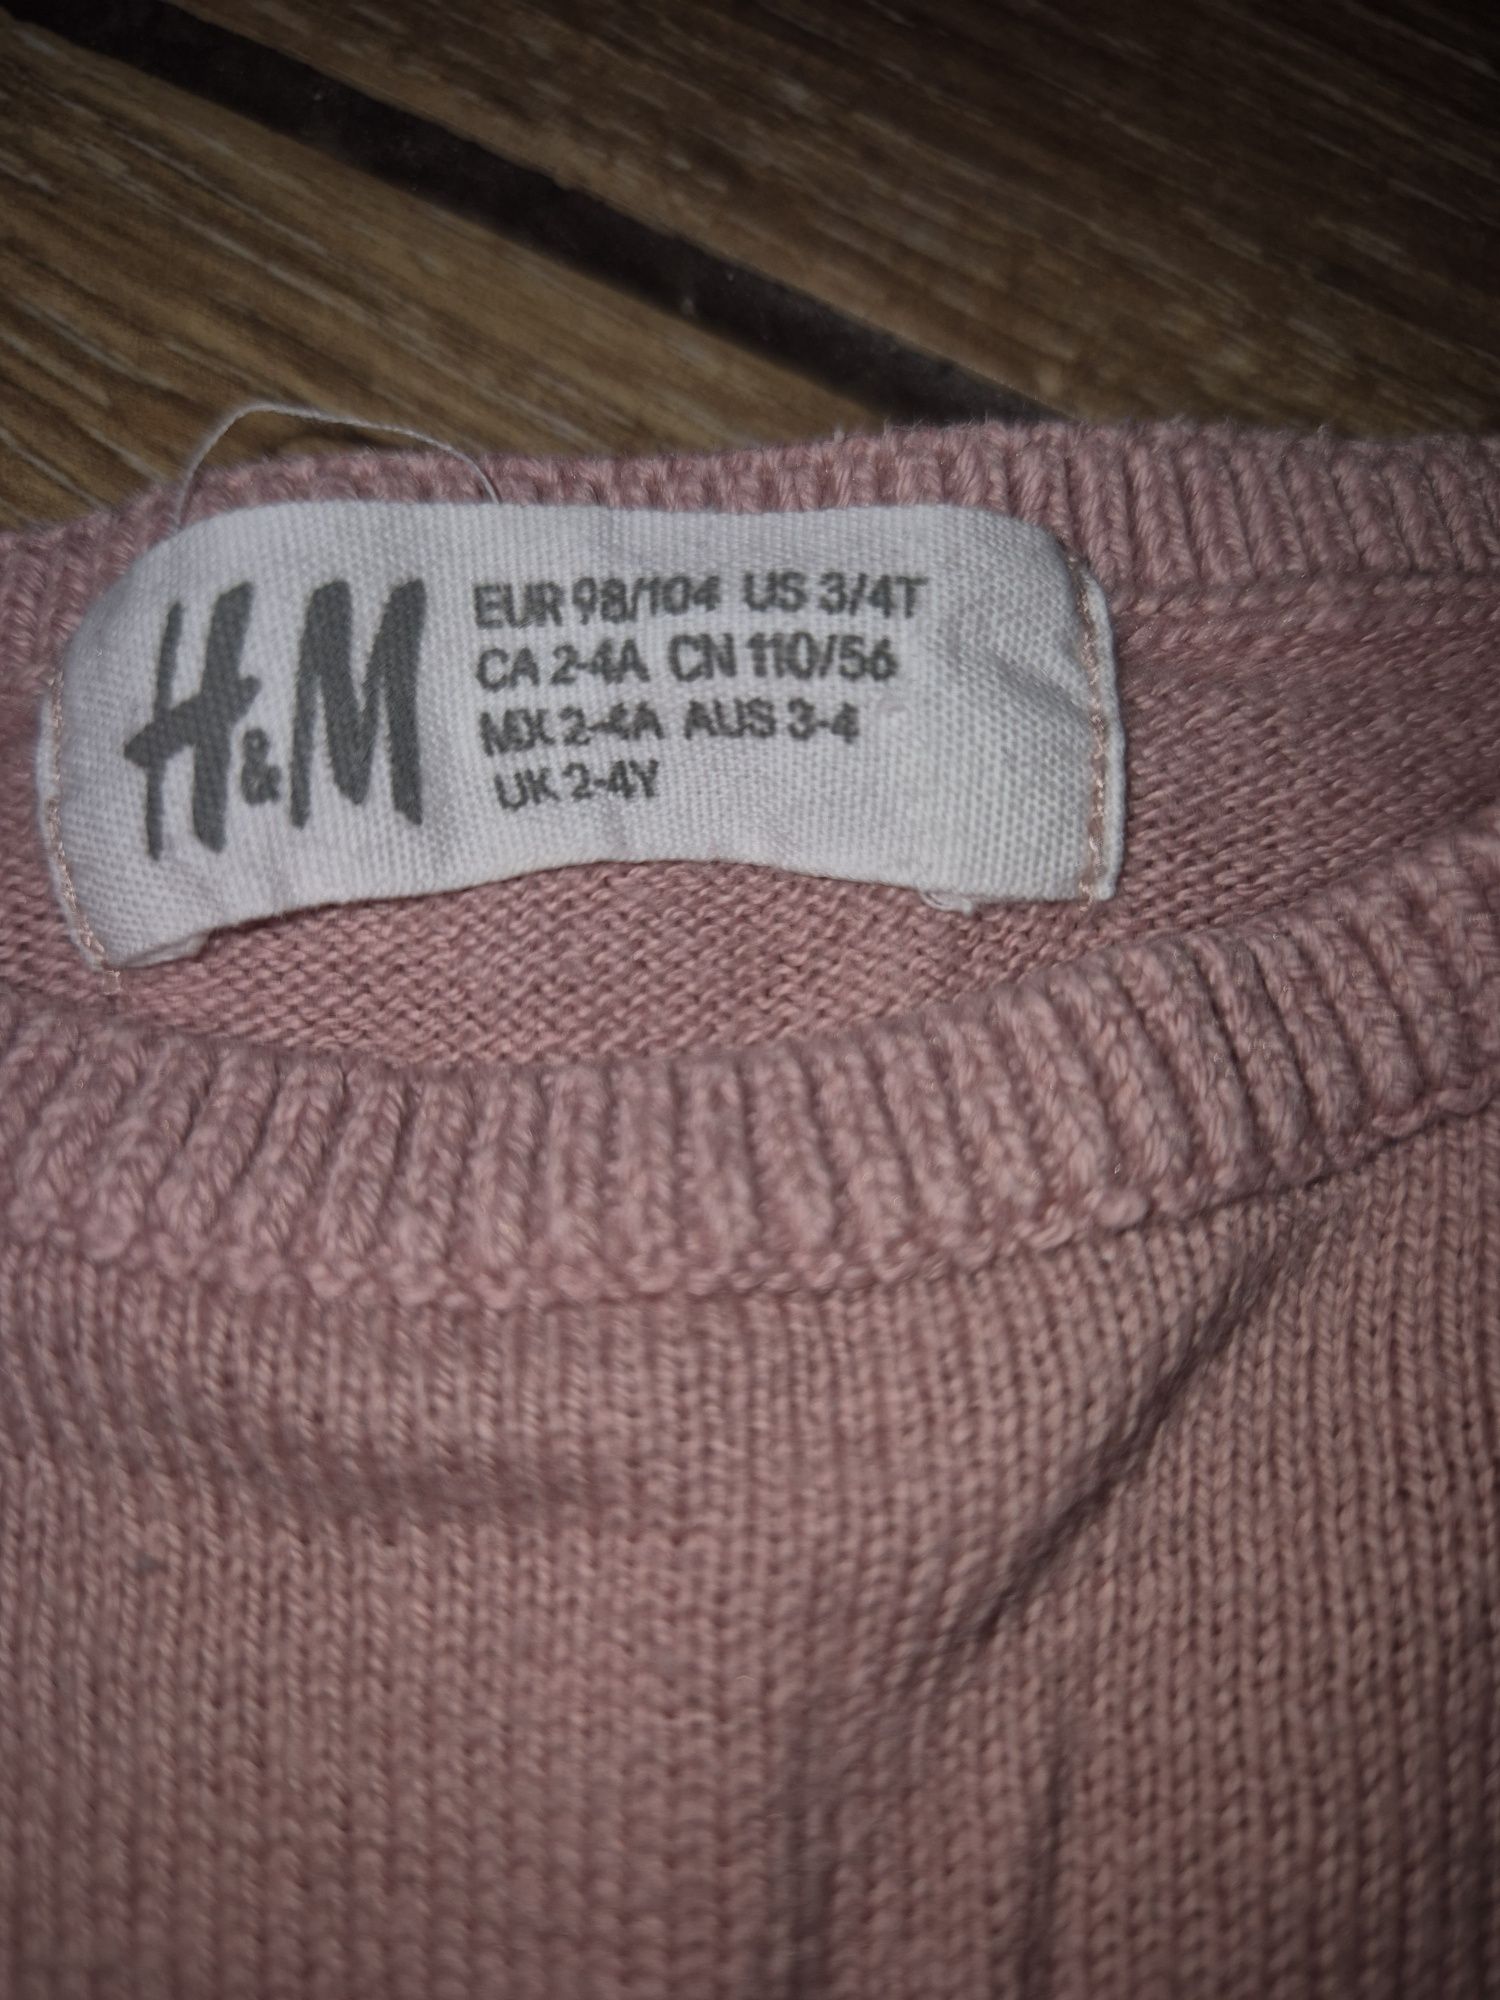 H&M
EUR 98/104 US 3/4T
CA 2-4A CN 110/56
MX 2-4A AUS 3-4
UK 2-4Y